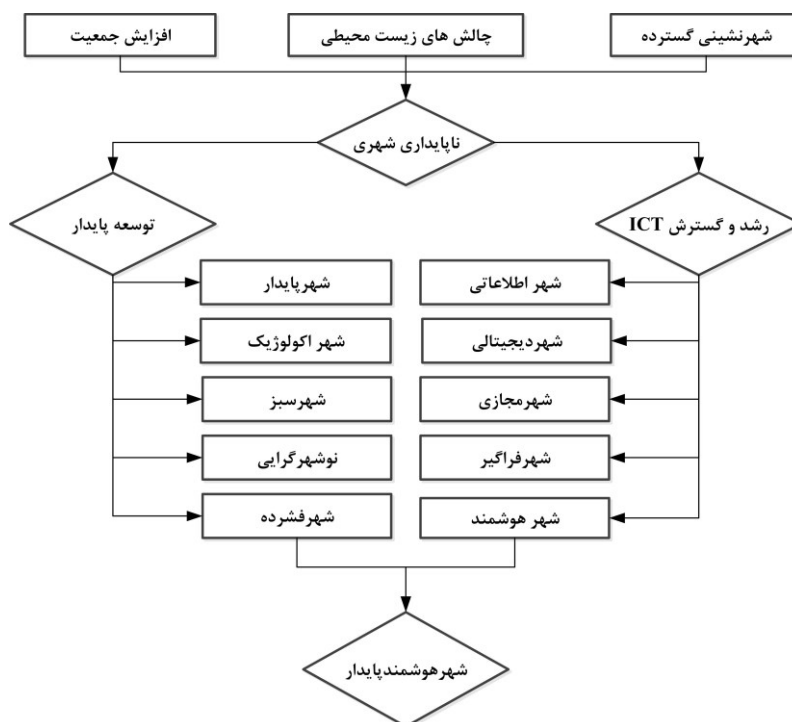 شهرنشینی گسترده
چالش های زیست محیطی
افزایش جمعیت
ناپایداری شهری
رشد و گسترش ICT
توسعه پایدار
شهر اطلاعاتی
شهرپایدار
شهردیجیتالی
شهر اکولوژیک
شهرمجازی
شهرسبز
شهرفراگیر
نوشهرگرایی
شهر هوشمند
شهرفشرده
شهرهوشمندپایدار